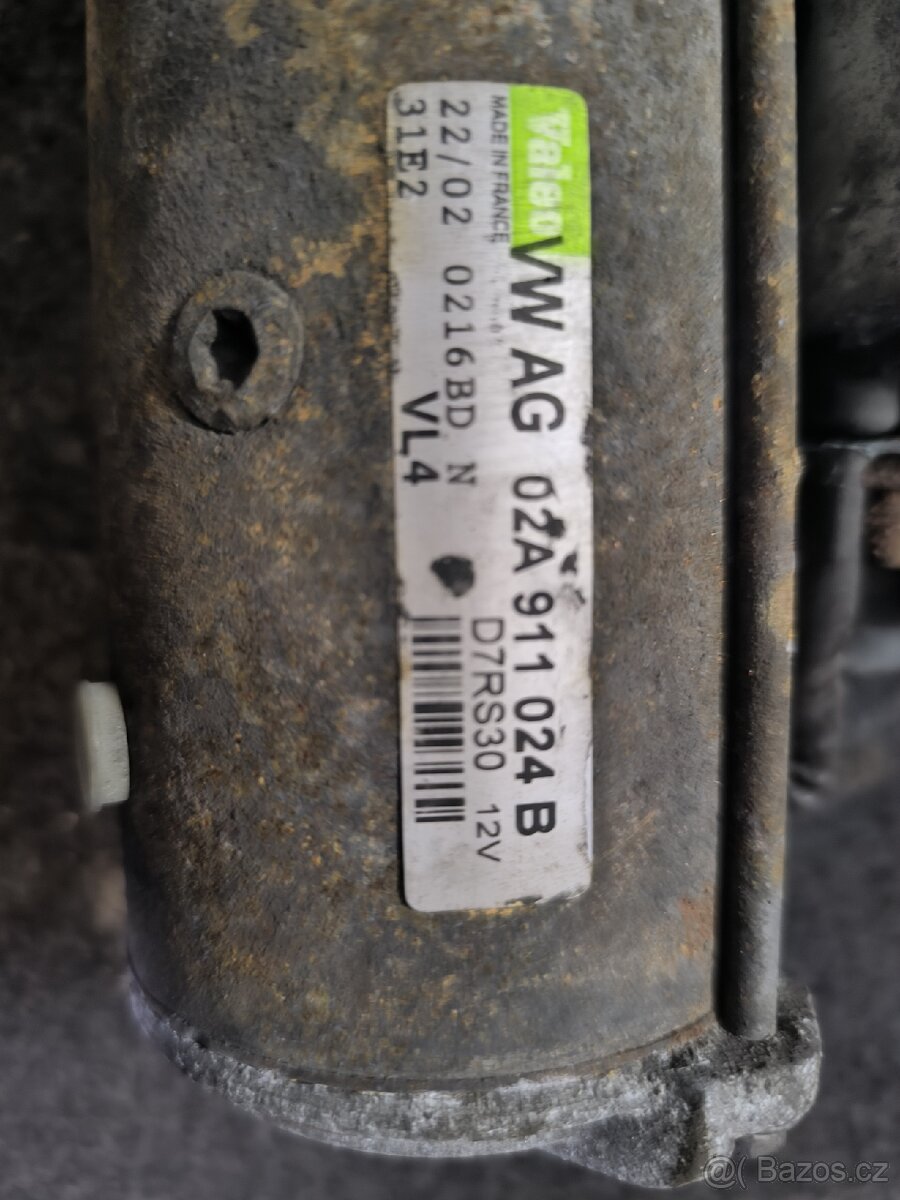 Valeo
VW AG 02A 911 024 B
MADE IN FRANCE
D7RS30 12V
22/02 0216BD N
31E2
VL4
@( Bazos.cz